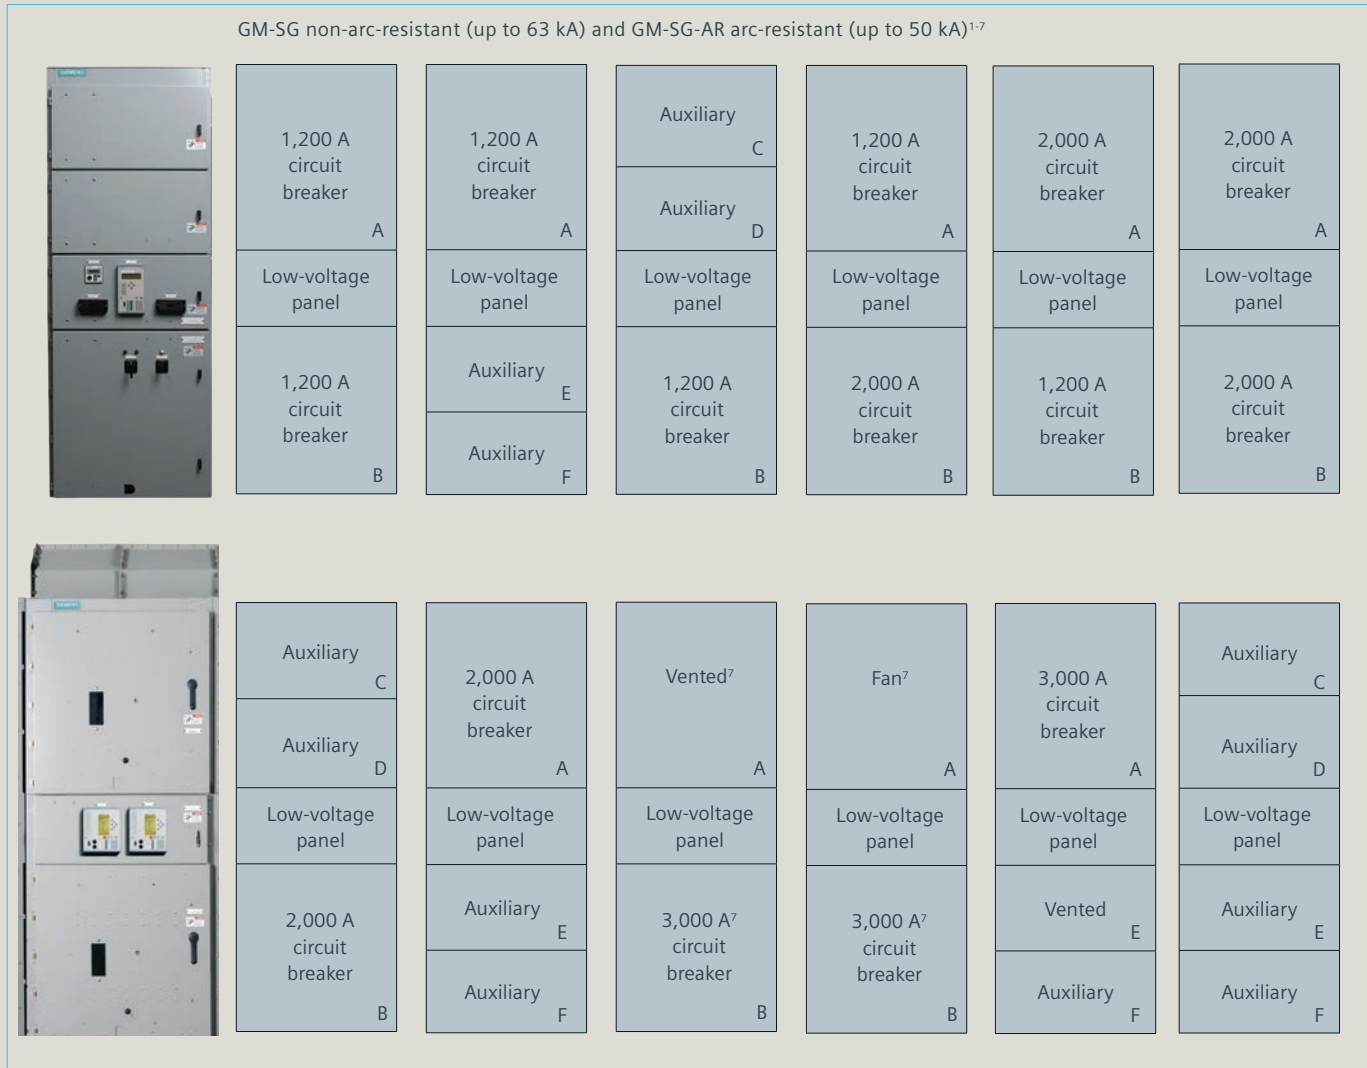 GM-SG non-arc-resistant (up to 63 kA) and GM-SG-AR arc-resistant (up to 50 kA)¹⁻⁷
SIEMENS
1,200 A
circuit
breaker
A
Low-voltage
panel
1,200 A
circuit
breaker
B
1,200 A
circuit
breaker
A
Low-voltage
panel
Auxiliary
E
Auxiliary
F
Auxiliary
C
Auxiliary
D
Low-voltage
panel
1,200 A
circuit
breaker
B
1,200 A
circuit
breaker
A
Low-voltage
panel
2,000 A
circuit
breaker
B
2,000 A
circuit
breaker
A
Low-voltage
panel
1,200 A
circuit
breaker
B
2,000 A
circuit
breaker
A
Low-voltage
panel
2,000 A
circuit
breaker
B
SIEMENS
Auxiliary
C
Auxiliary
D
Low-voltage
panel
2,000 A
circuit
breaker
B
2,000 A
circuit
breaker
A
Low-voltage
panel
Auxiliary
E
Auxiliary
F
Vented⁷
A
Low-voltage
panel
3,000 A⁷
circuit
breaker
B
Fan⁷
A
Low-voltage
panel
3,000 A⁷
circuit
breaker
B
3,000 A
circuit
breaker
A
Low-voltage
panel
Vented
E
Auxiliary
F
Auxiliary
C
Auxiliary
D
Low-voltage
panel
Auxiliary
E
Auxiliary
F